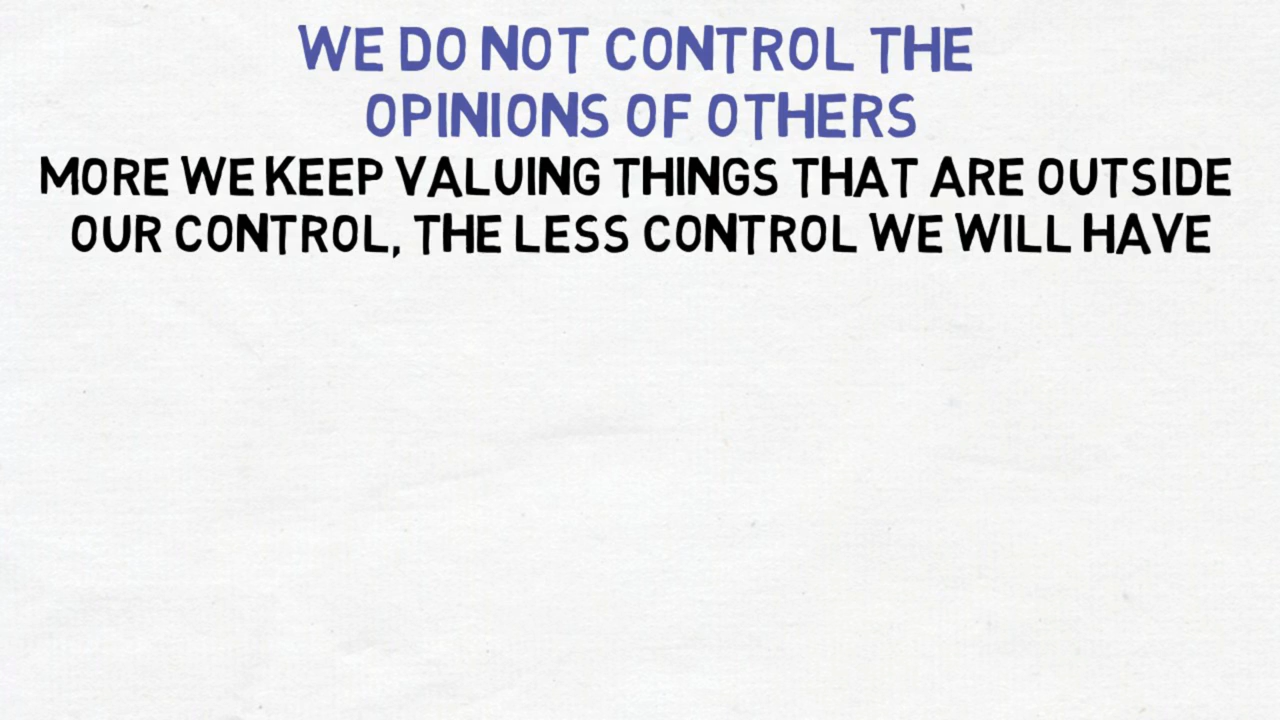 WE DO NOT CONTROL THE
OPINIONS OF OTHERS
MORE WE KEEP VALUING THINGS THAT ARE OUTSIDE
OUR CONTROL, THE LESS CONTROL WE WILL HAVE